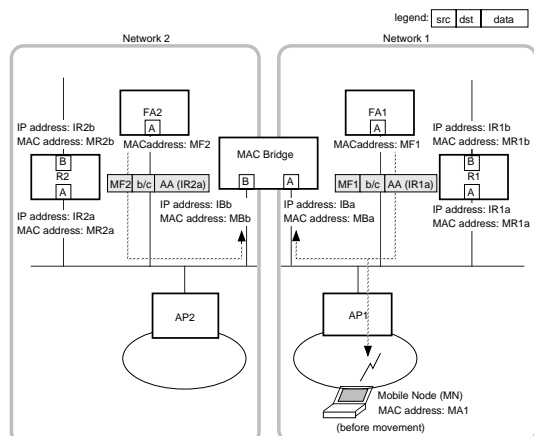 legend: src dst data
Network 2
Network 1
FA2
A
MACaddress: MF2
FA1
A
MACaddress: MF1
IP address: IR2b
MAC address: MR2b
IP address: IR1b
MAC address: MR1b
MAC Bridge
B
A
B
R2
A
B
R1
A
MF2 b/c AA (IR2a)
MF1 b/c AA (IR1a)
IP address: IBb
MAC address: MBb
IP address: IBa
MAC address: MBa
IP address: IR2a
MAC address: MR2a
IP address: IR1a
MAC address: MR1a
AP2
AP1
Mobile Node (MN)
MAC address: MA1
(before movement)